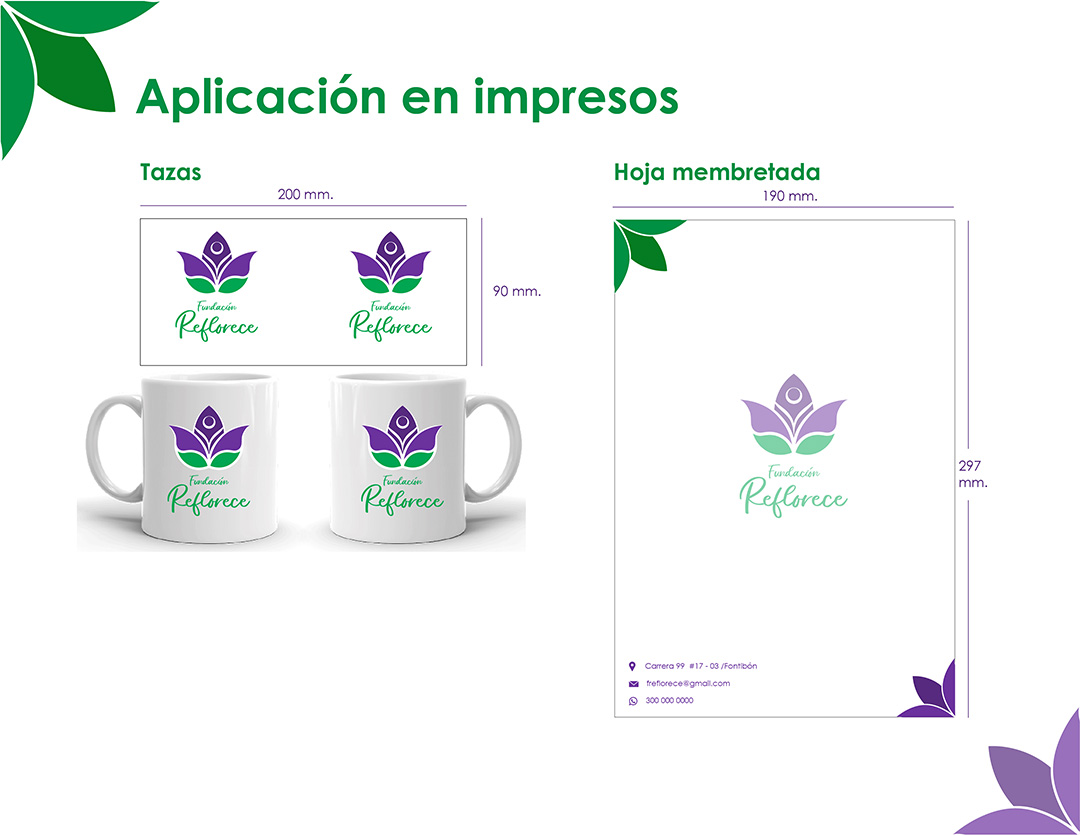 Aplicación en impresos
Tazas
200 mm.
Fundación
Reflorece
Fundación
Reflorece
90 mm.
Fundación
Reflorece
Fundación
Reflorece
Hoja membretada
190 mm.
Fundación
Reflorece
297
mm.
Carrera 99 #17 - 03 /Fontibón
freflorece@gmail.com
300 000 0000